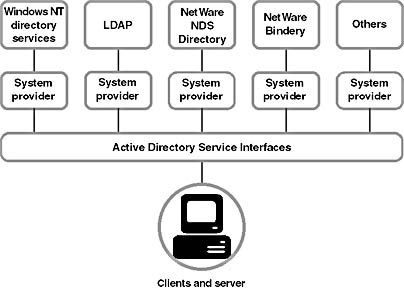 Windows NT
directory
services
LDAP
NetWare
NDS
Directory
NetWare
Bindery
Others
System
provider
System
provider
System
provider
System
provider
System
provider
Active Directory Service Interfaces
Clients and server